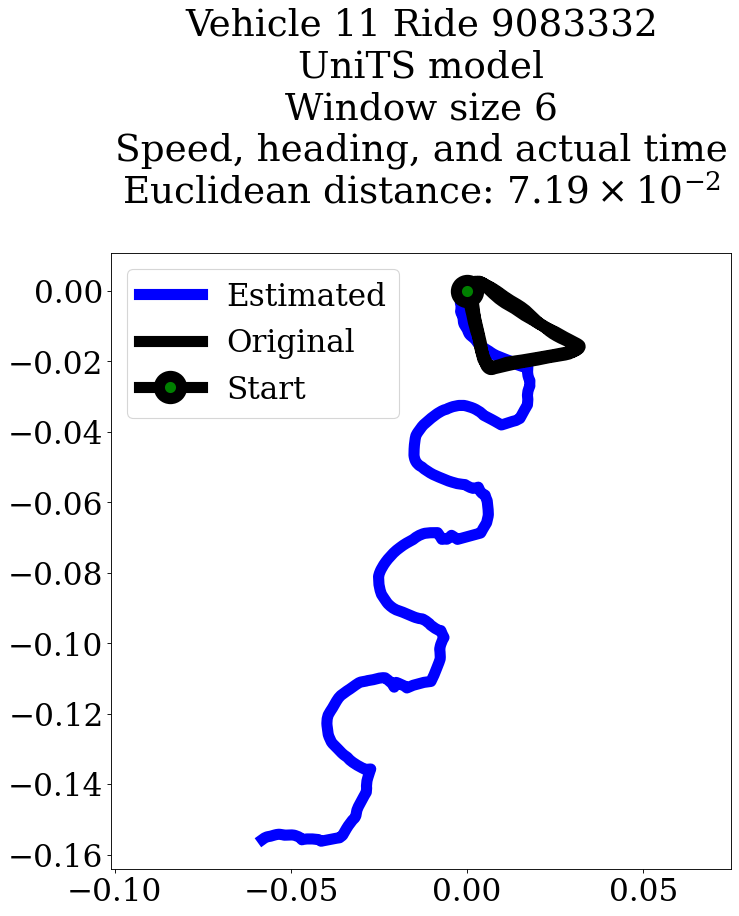 Vehicle 11 Ride 9083332
UniTS model
Window size 6
Speed, heading, and actual time
Euclidean distance: 7.19 × 10⁻²
Estimated
Original
Start
0.00
−0.02
−0.04
−0.06
−0.08
−0.10
−0.12
−0.14
−0.16
−0.10 −0.05 0.00 0.05